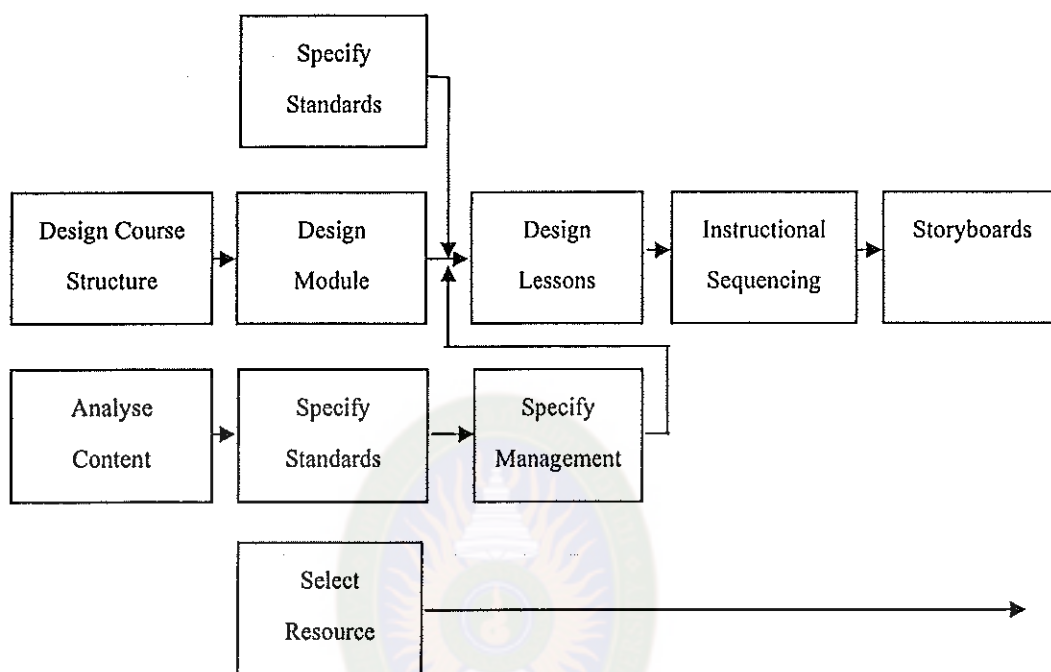 Specify
Standards
Design Course
Structure
Design
Module
Design
Lessons
Instructional
Sequencing
Storyboards
Analyse
Content
Specify
Standards
Specify
Management
Select
Resource